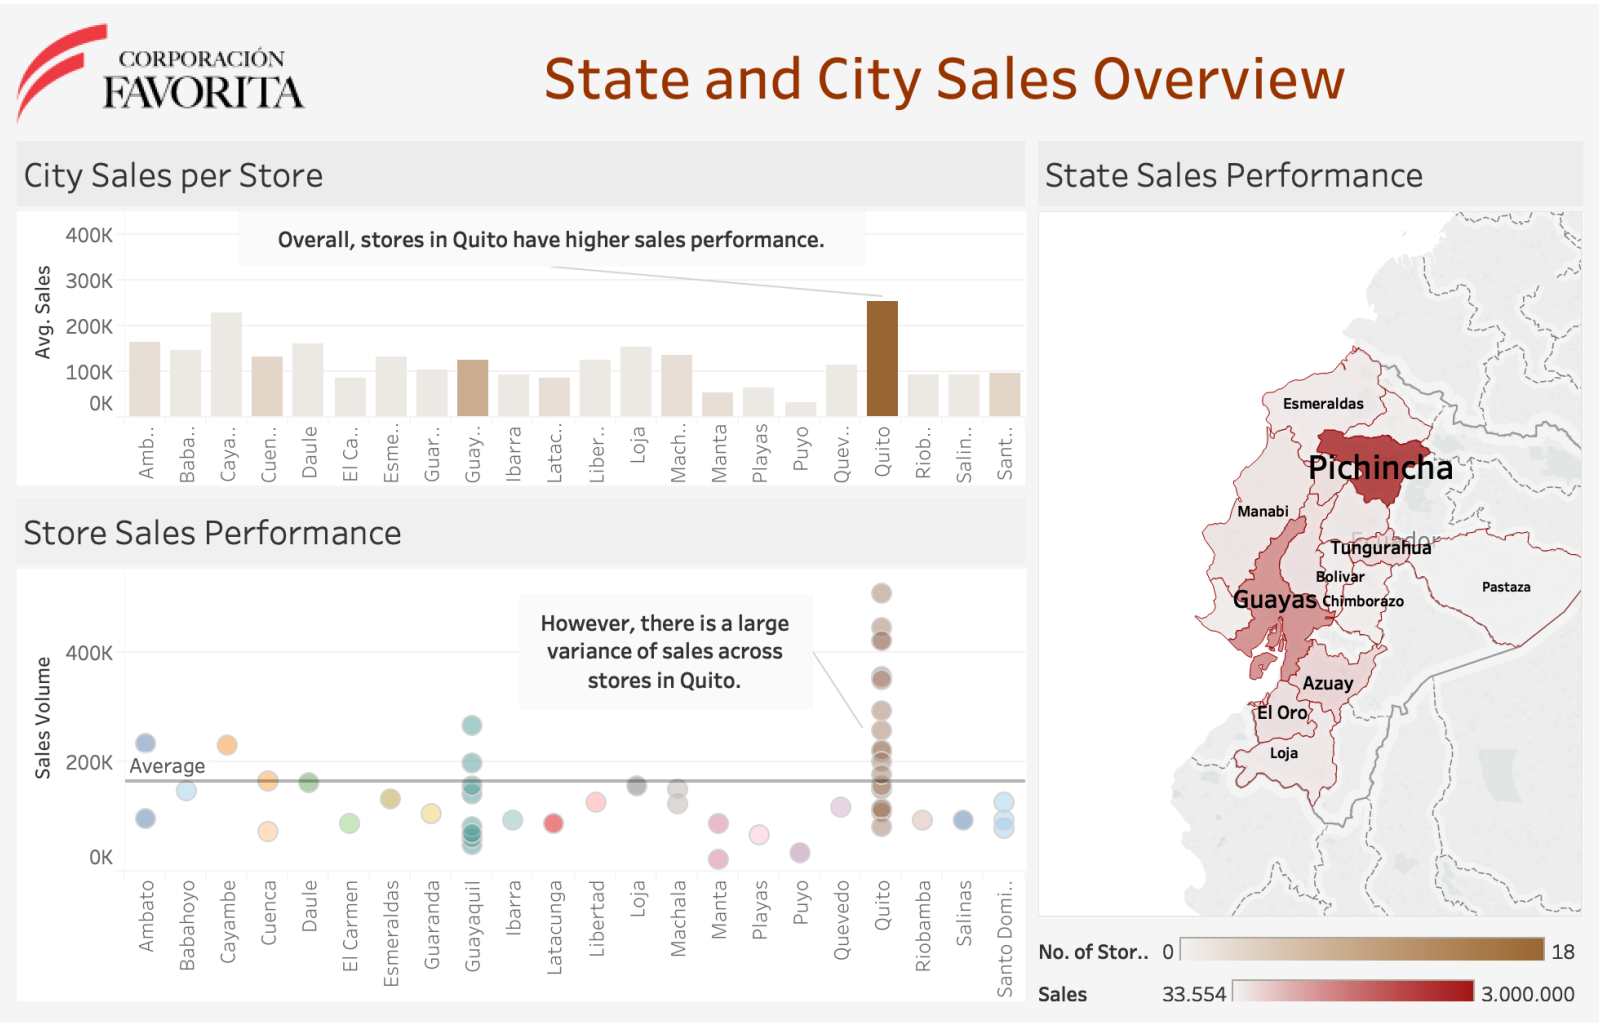 CORPORACIÓN
FAVORITA
State and City Sales Overview
City Sales per Store
Avg. Sales
400K
300K
200K
100K
0K
Overall, stores in Quito have higher sales performance.
Amb..
Baba..
Caya..
Cuen..
Daule
El Ca..
Esme..
Guar..
Guay..
Ibarra
Latac..
Liber..
Loja
Mach..
Manta
Playas
Puyo
Quev..
Quito
Riob..
Salin..
Sant..
Store Sales Performance
Sales Volume
400K
200K
0K
Average
However, there is a large
variance of sales across
stores in Quito.
Ambato
Babahoyo
Cayambe
Cuenca
Daule
El Carmen
Esmeraldas
Guaranda
Guayaquil
Ibarra
Latacunga
Libertad
Loja
Machala
Manta
Playas
Puyo
Quevedo
Quito
Riobamba
Salinas
Santo Domi..
State Sales Performance
Esmeraldas
Pichincha
Manabi
Ecuador
Tungurahua
Bolivar
Pastaza
Guayas
Chimborazo
Azuay
El Oro
Loja
No. of Stor.. 0 18
Sales 33.554 3.000.000